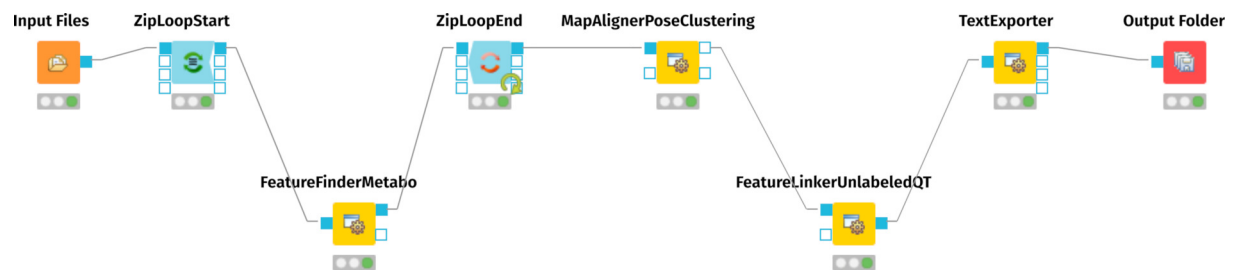 Input Files
ZipLoopStart
ZipLoopEnd
MapAlignerPoseClustering
TextExporter
Output Folder
FeatureFinderMetabo
FeatureLinkerUnlabeledQT